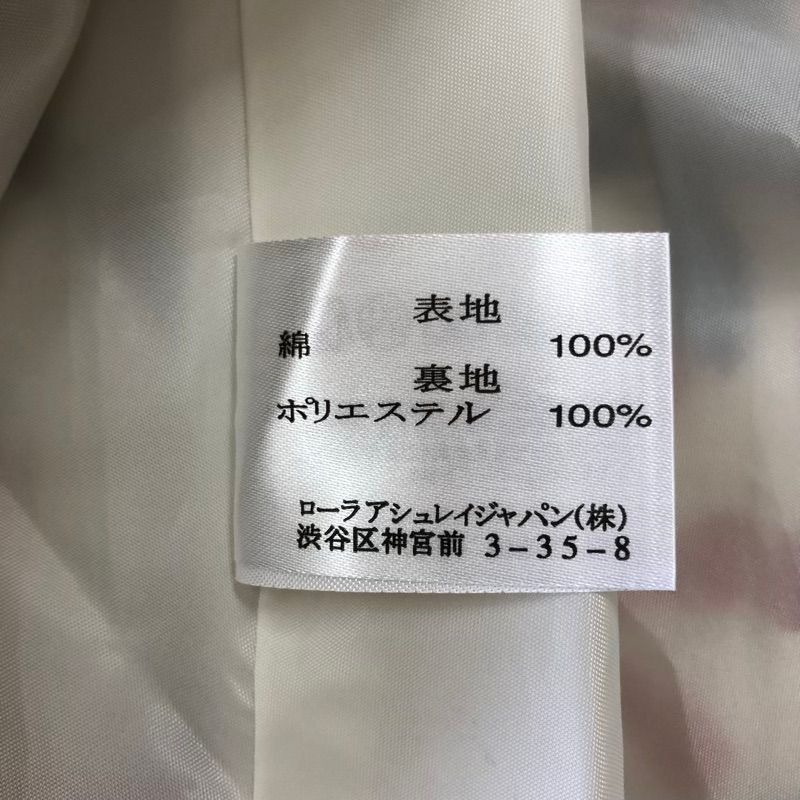 表地
綿 100%
裏地
ポリエステル 100%
ローラアシュレイジャパン(株)
渋谷区神宮前 3-35-8